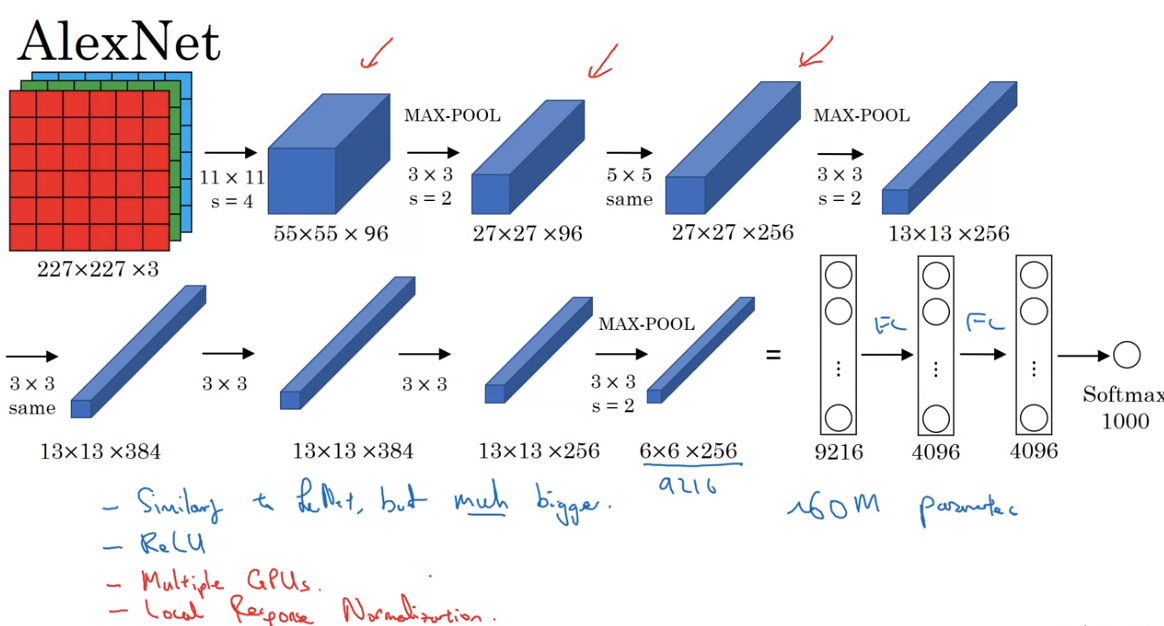 AlexNet
MAX-POOL
MAX-POOL
11 × 11
s = 4
3 × 3
s = 2
5 × 5
same
3 × 3
s = 2
227×227 ×3
55×55 × 96
27×27 ×96
27×27 ×256
13×13 ×256
MAX-POOL
3 × 3
same
3 × 3
3 × 3
3 × 3
s = 2
=
FC
FC
⋮
⋮
⋮
Softmax
1000
13×13 ×384
13×13 ×384
13×13 ×256
6×6 ×256
9216
4096
4096
9216
- Similar to LeNet, but much bigger.
~60M
- ReLU
- Multiple GPUs.
- Local Response Normalization.